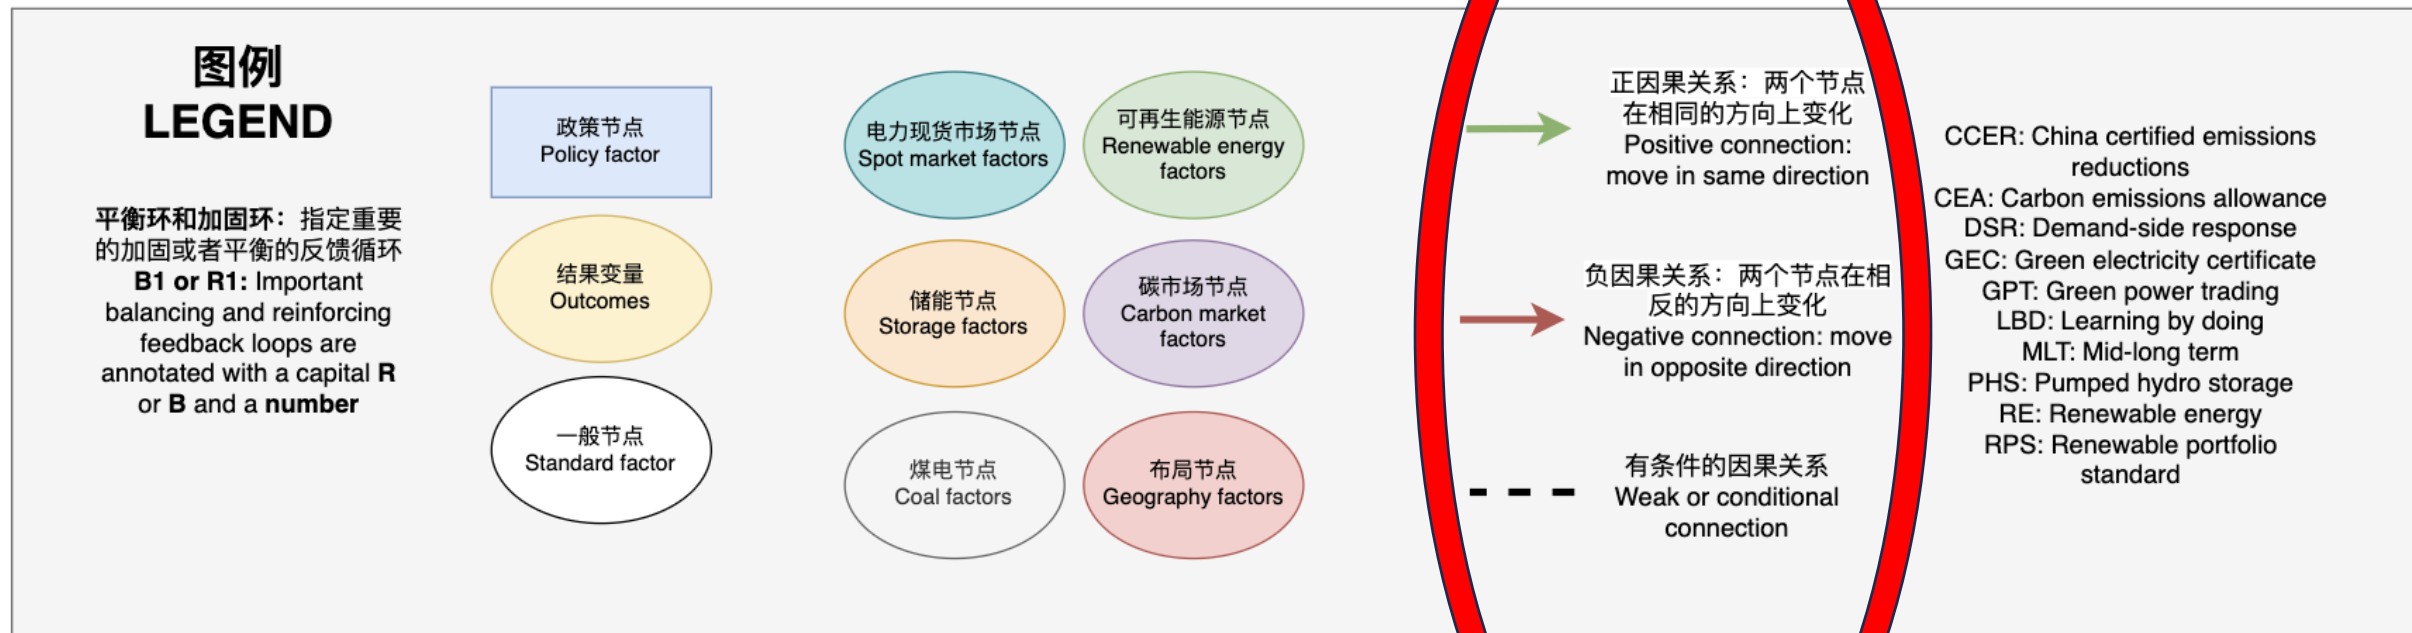 图例
LEGEND
平衡环和加固环：指定重要
的加固或者平衡的反馈循环
B1 or R1: Important
balancing and reinforcing
feedback loops are
annotated with a capital R
or B and a number
政策节点
Policy factor
结果变量
Outcomes
一般节点
Standard factor
电力现货市场节点
Spot market factors
可再生能源节点
Renewable energy
factors
储能节点
Storage factors
碳市场节点
Carbon market
factors
煤电节点
Coal factors
布局节点
Geography factors
正因果关系：两个节点
在相同的方向上变化
Positive connection:
move in same direction
负因果关系：两个节点在相
反的方向上变化
Negative connection: move
in opposite direction
有条件的因果关系
Weak or conditional
connection
CCER: China certified emissions
reductions
CEA: Carbon emissions allowance
DSR: Demand-side response
GEC: Green electricity certificate
GPT: Green power trading
LBD: Learning by doing
MLT: Mid-long term
PHS: Pumped hydro storage
RE: Renewable energy
RPS: Renewable portfolio
standard